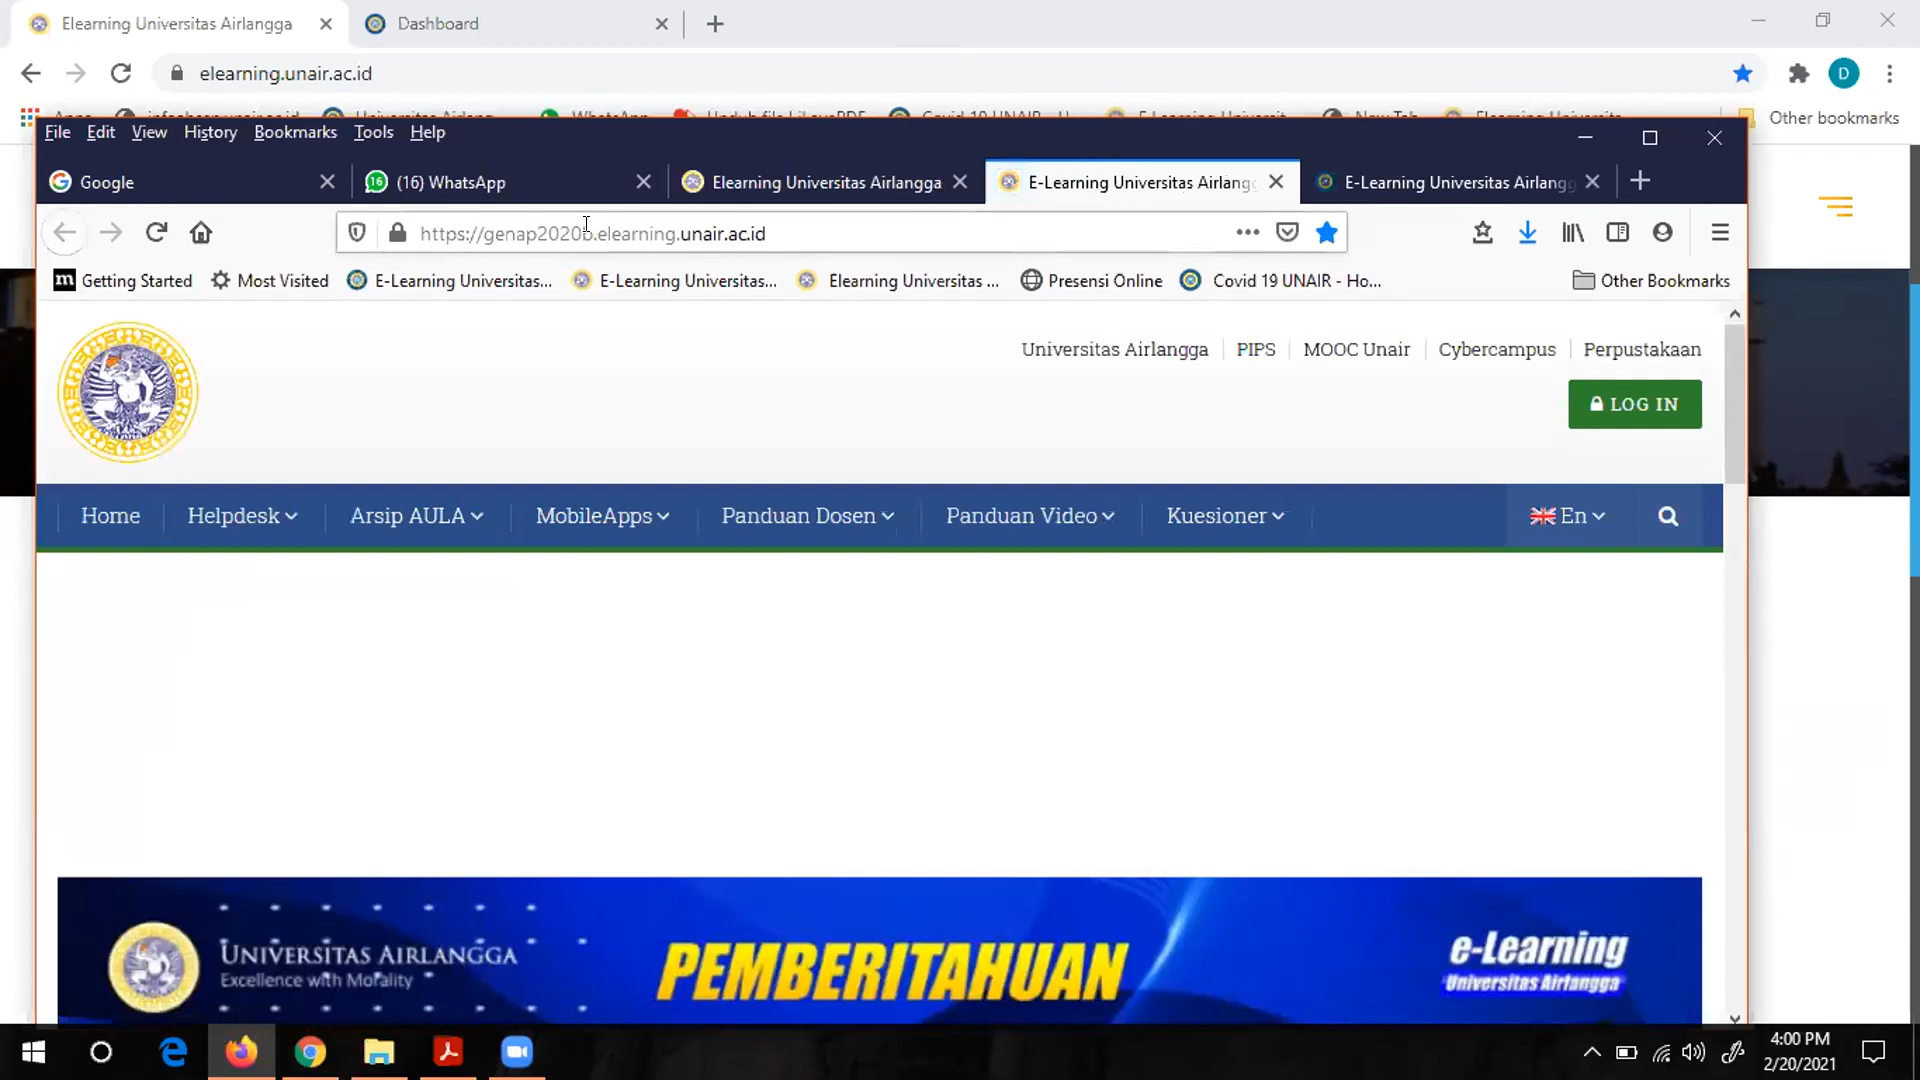 Elearning Universitas Airlangga
Dashboard
elearning.unair.ac.id
D
Other bookmarks
File Edit View History Bookmarks Tools Help
Google
16
(16) WhatsApp
Elearning Universitas Airlangga
E-Learning Universitas Airlang
E-Learning Universitas Airlang
https://genap2020b.elearning.unair.ac.id
m Getting Started
Most Visited
E-Learning Universitas...
E-Learning Universitas...
Elearning Universitas ...
Presensi Online
Covid 19 UNAIR - Ho...
Other Bookmarks
Universitas Airlangga
PIPS
MOOC Unair
Cybercampus
Perpustakaan
LOG IN
Home
Helpdesk
Arsip AULA
MobileApps
Panduan Dosen
Panduan Video
Kuesioner
En
UNIVERSITAS AIRLANGGA
Excellence with Morality
PEMBERITAHUAN
e-Learning
Universitas Airlangga
4:00 PM
2/20/2021